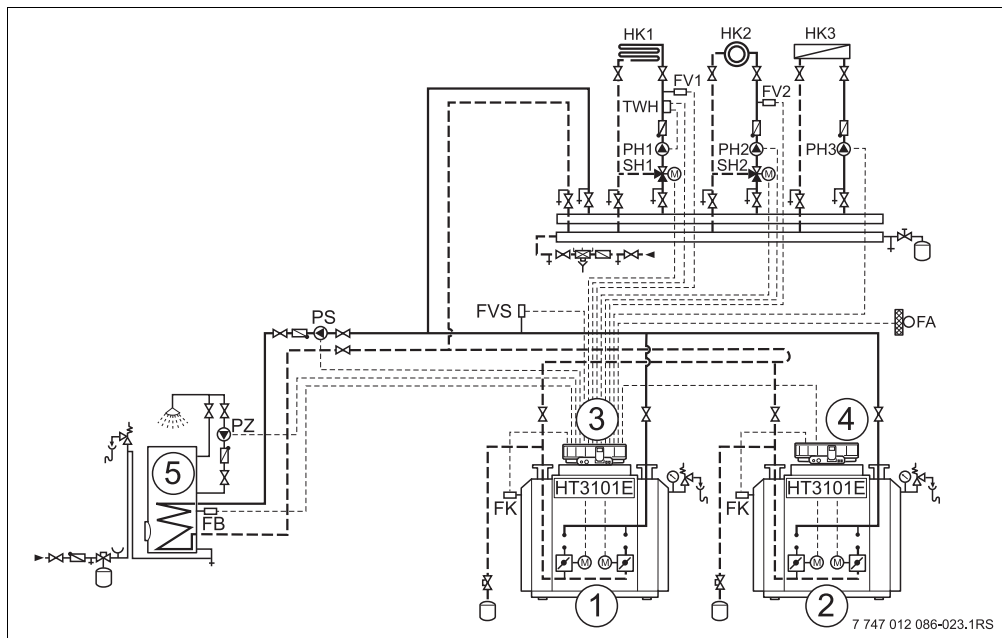 HK1 HK2 HK3
FV1 FV2
TWH
PH1 PH2 PH3
SH1 SH2
M M
FVS
FA
PS
3 4
PZ
5
HT3101E HT3101E
FK FK
FB
M M M M
1 2
7 747 012 086-023.1RS